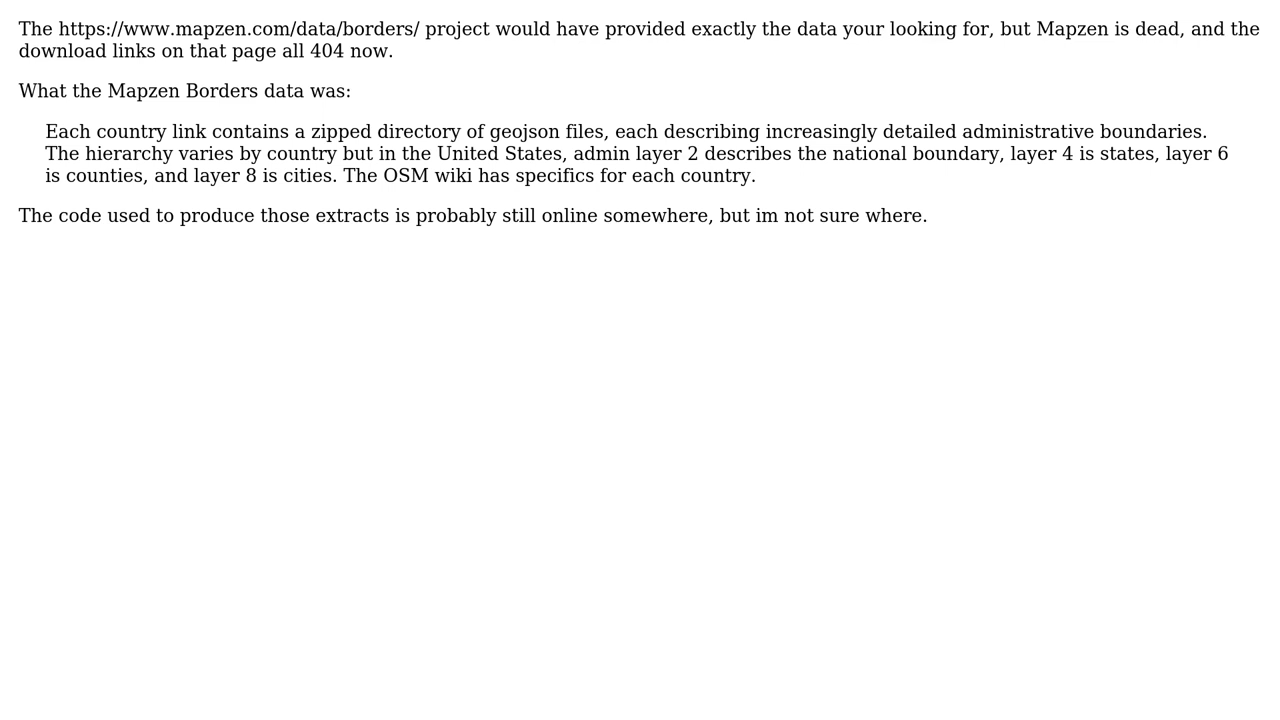 The https://www.mapzen.com/data/borders/ project would have provided exactly the data your looking for, but Mapzen is dead, and the
download links on that page all 404 now.
What the Mapzen Borders data was:
Each country link contains a zipped directory of geojson files, each describing increasingly detailed administrative boundaries.
The hierarchy varies by country but in the United States, admin layer 2 describes the national boundary, layer 4 is states, layer 6
is counties, and layer 8 is cities. The OSM wiki has specifics for each country.
The code used to produce those extracts is probably still online somewhere, but im not sure where.